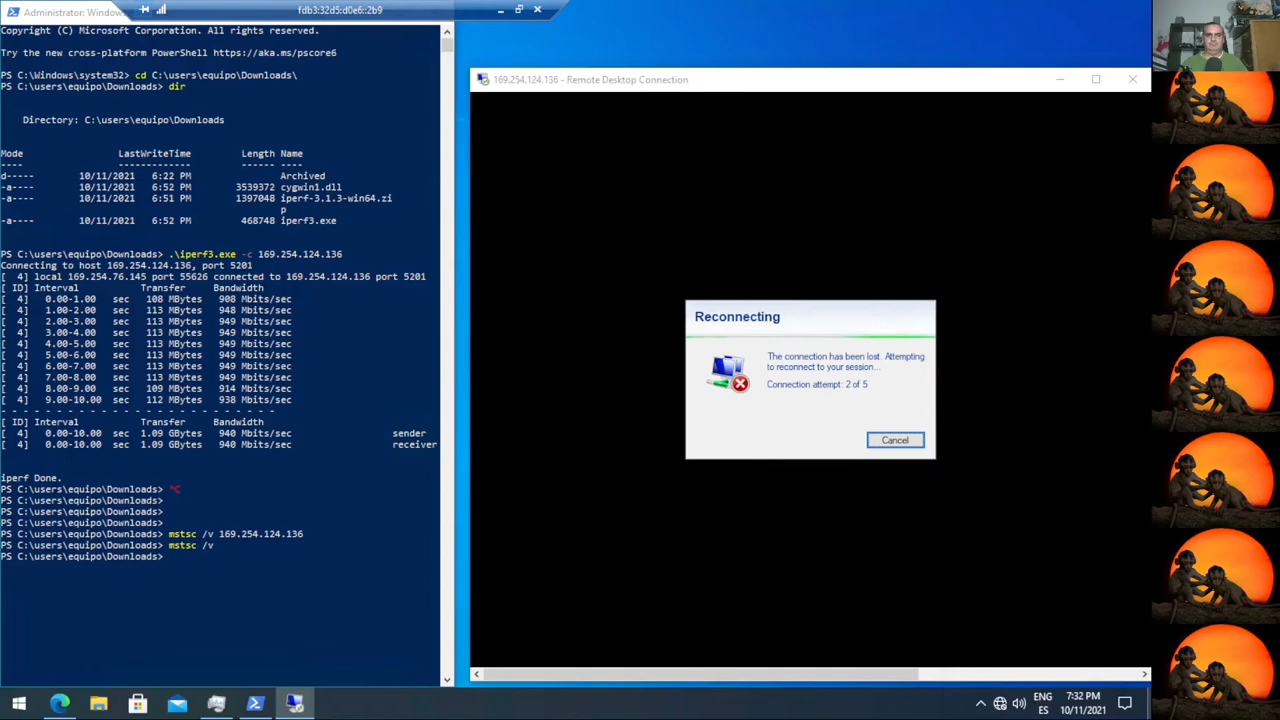 Administrator: Windows
fdb3:32d5:d0e6::2b9
Copyright (C) Microsoft Corporation. All rights reserved.
Try the new cross-platform PowerShell https://aka.ms/pscore6
PS C:\Windows\system32> cd C:\users\equipo\Downloads\
PS C:\users\equipo\Downloads> dir
Directory: C:\users\equipo\Downloads
Mode LastWriteTime Length Name
---- ------------- ------ ----
d----- 10/11/2021 6:22 PM Archived
-a---- 10/11/2021 6:52 PM 3539372 cygwin1.dll
-a---- 10/11/2021 6:51 PM 1397048 iperf-3.1.3-win64.zi
p
-a---- 10/11/2021 6:52 PM 468748 iperf3.exe
PS C:\users\equipo\Downloads> .\iperf3.exe -c 169.254.124.136
Connecting to host 169.254.124.136, port 5201
[ 4] local 169.254.76.145 port 55626 connected to 169.254.124.136 port 5201
[ ID] Interval Transfer Bandwidth
[ 4] 0.00-1.00 sec 108 MBytes 908 Mbits/sec
[ 4] 1.00-2.00 sec 113 MBytes 948 Mbits/sec
[ 4] 2.00-3.00 sec 113 MBytes 949 Mbits/sec
[ 4] 3.00-4.00 sec 113 MBytes 949 Mbits/sec
[ 4] 4.00-5.00 sec 113 MBytes 949 Mbits/sec
[ 4] 5.00-6.00 sec 113 MBytes 949 Mbits/sec
[ 4] 6.00-7.00 sec 113 MBytes 949 Mbits/sec
[ 4] 7.00-8.00 sec 113 MBytes 949 Mbits/sec
[ 4] 8.00-9.00 sec 109 MBytes 914 Mbits/sec
[ 4] 9.00-10.00 sec 112 MBytes 938 Mbits/sec
- - - - - - - - - - - - - - - - - - - - - - - - -
[ ID] Interval Transfer Bandwidth
[ 4] 0.00-10.00 sec 1.09 GBytes 940 Mbits/sec sender
[ 4] 0.00-10.00 sec 1.09 GBytes 940 Mbits/sec receiver
iperf Done.
PS C:\users\equipo\Downloads> ^C
PS C:\users\equipo\Downloads>
PS C:\users\equipo\Downloads>
PS C:\users\equipo\Downloads>
PS C:\users\equipo\Downloads> mstsc /v 169.254.124.136
PS C:\users\equipo\Downloads> mstsc /v
PS C:\users\equipo\Downloads>
169.254.124.136 - Remote Desktop Connection
Reconnecting
The connection has been lost. Attempting
to reconnect to your session...
Connection attempt: 2 of 5
Cancel
ENG
ES
7:32 PM
10/11/2021